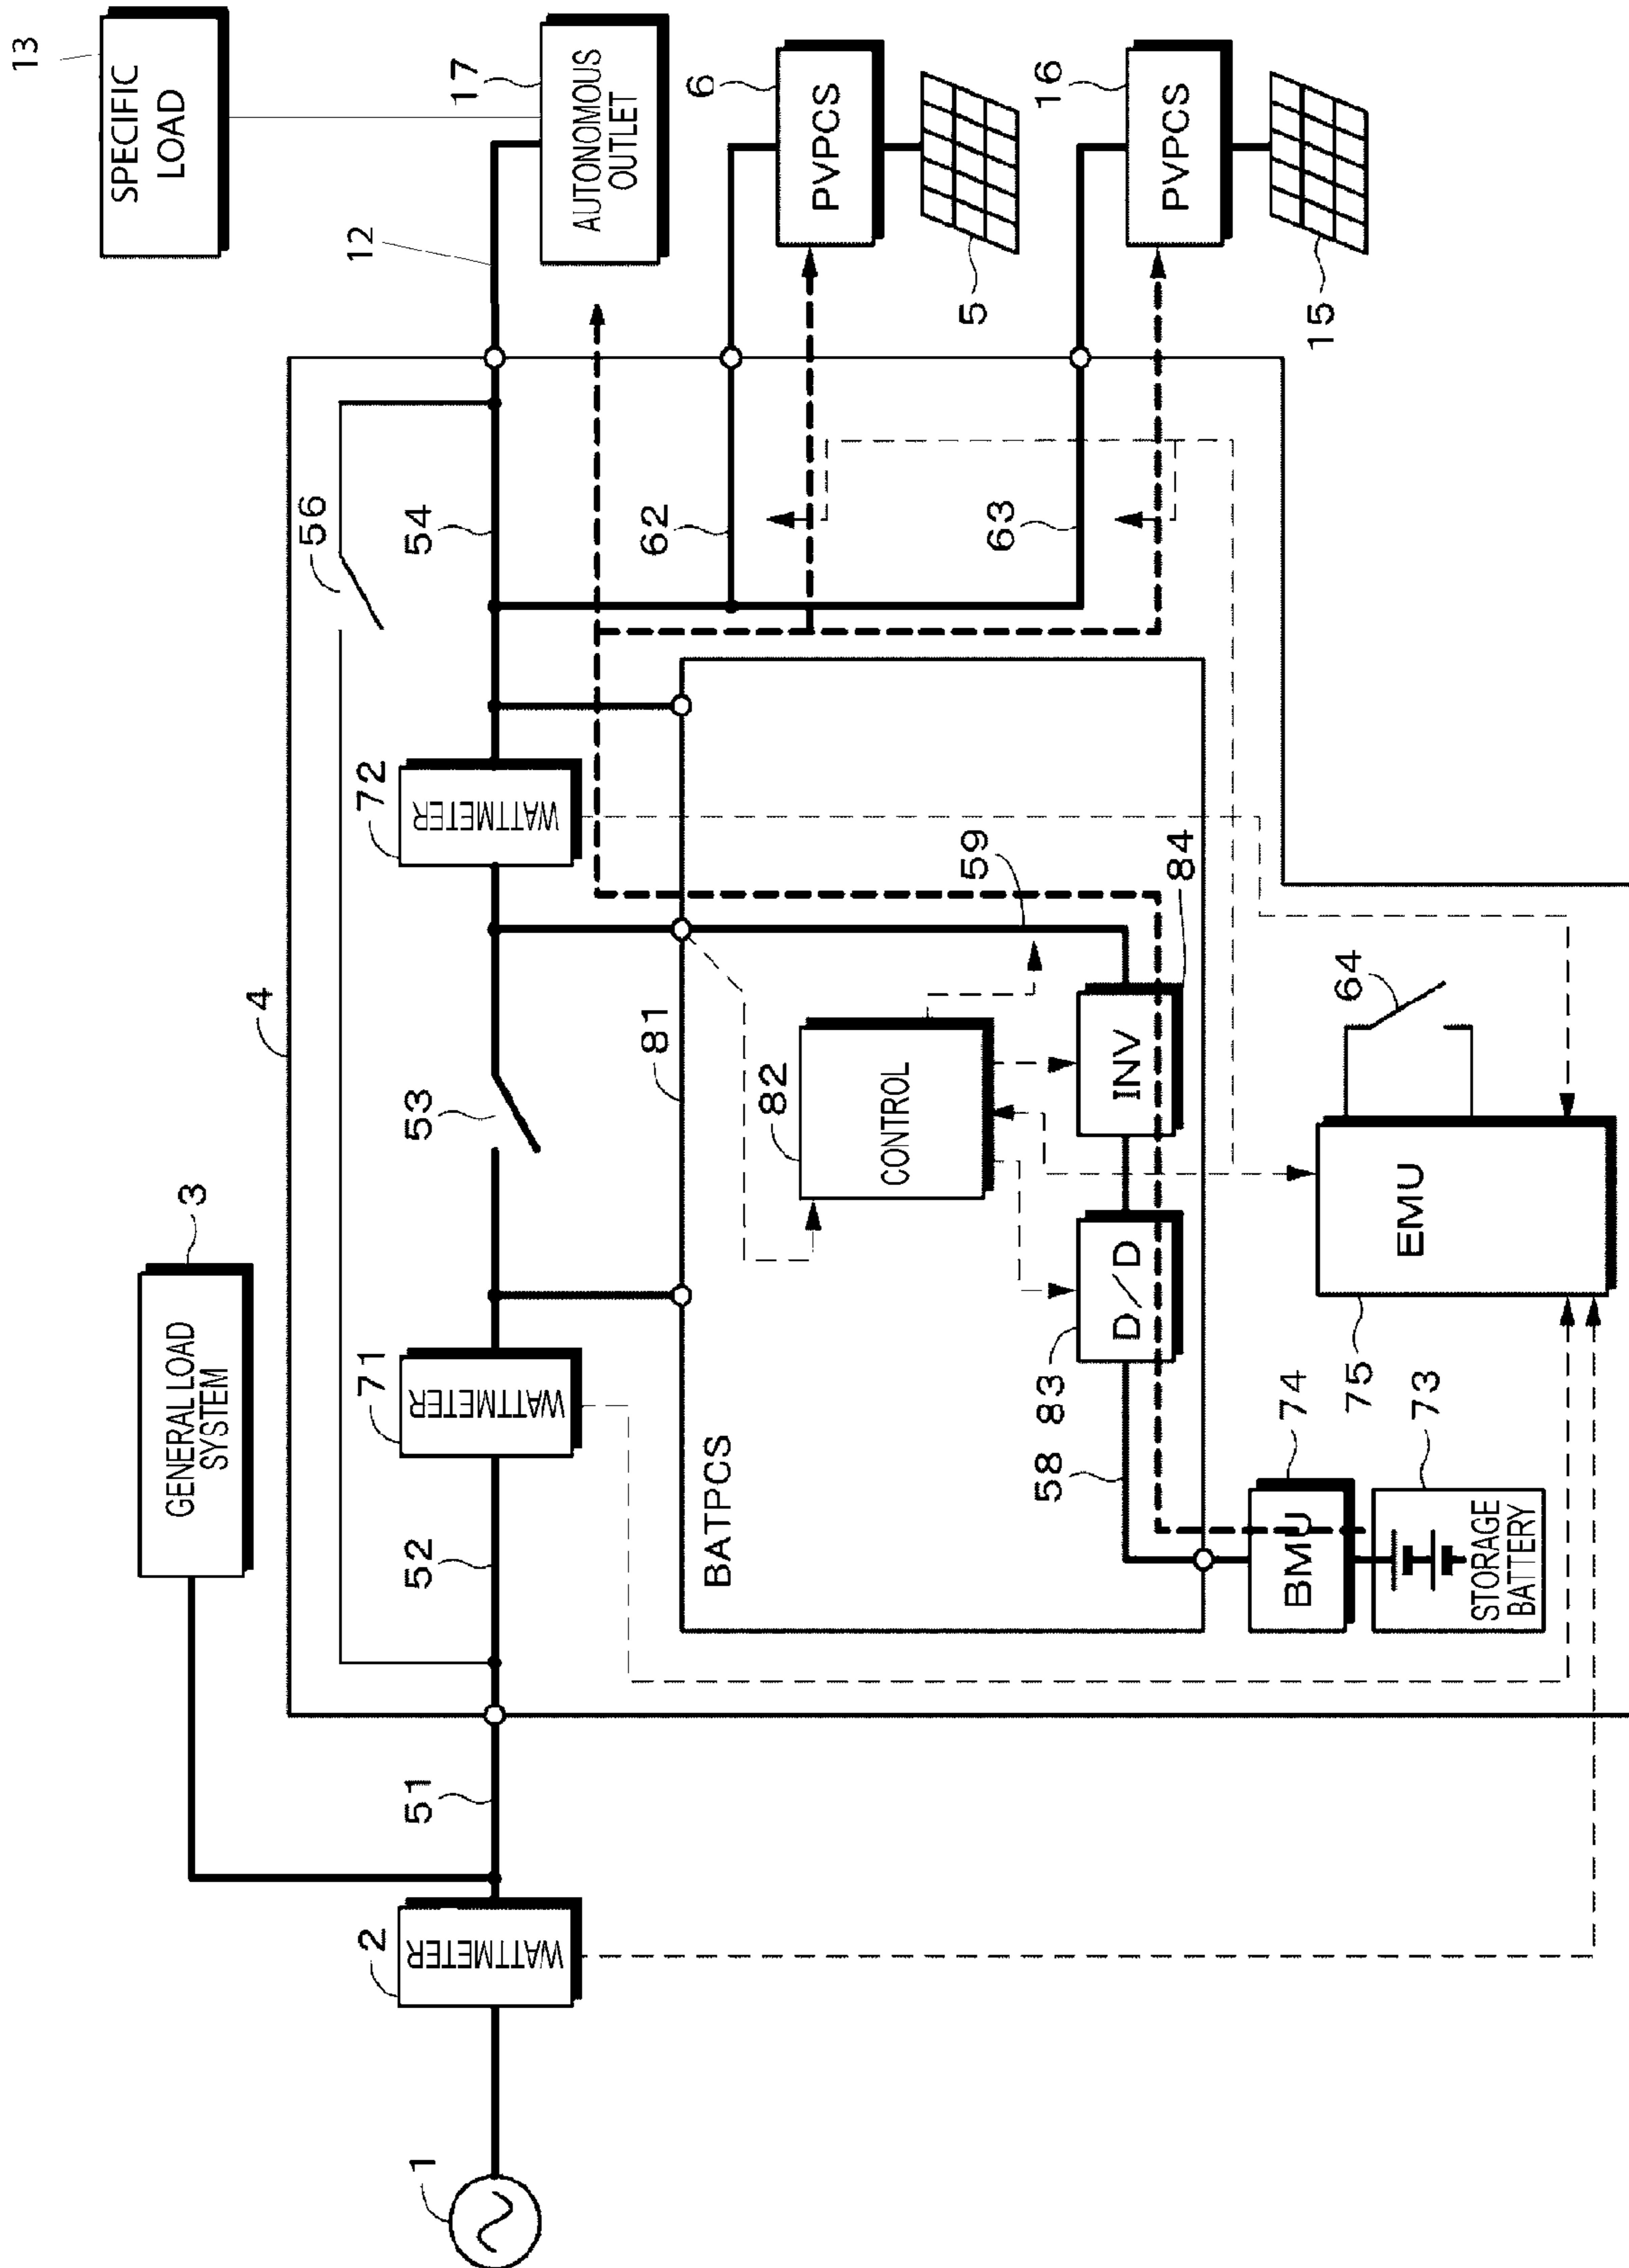 13
SPECIFIC
LOAD
17
AUTONOMOUS
OUTLET
12
6
PVPCS
5
16
PVPCS
15
56
54
62
63
4
72
WATTMETER
53
81
82
CONTROL
59
INV
84
D/D
83
58
BATPCS
64
EMU
75
74
BMU
73
STORAGE
BATTERY
3
GENERAL LOAD
SYSTEM
71
WATTMETER
52
51
2
WATTMETER
1